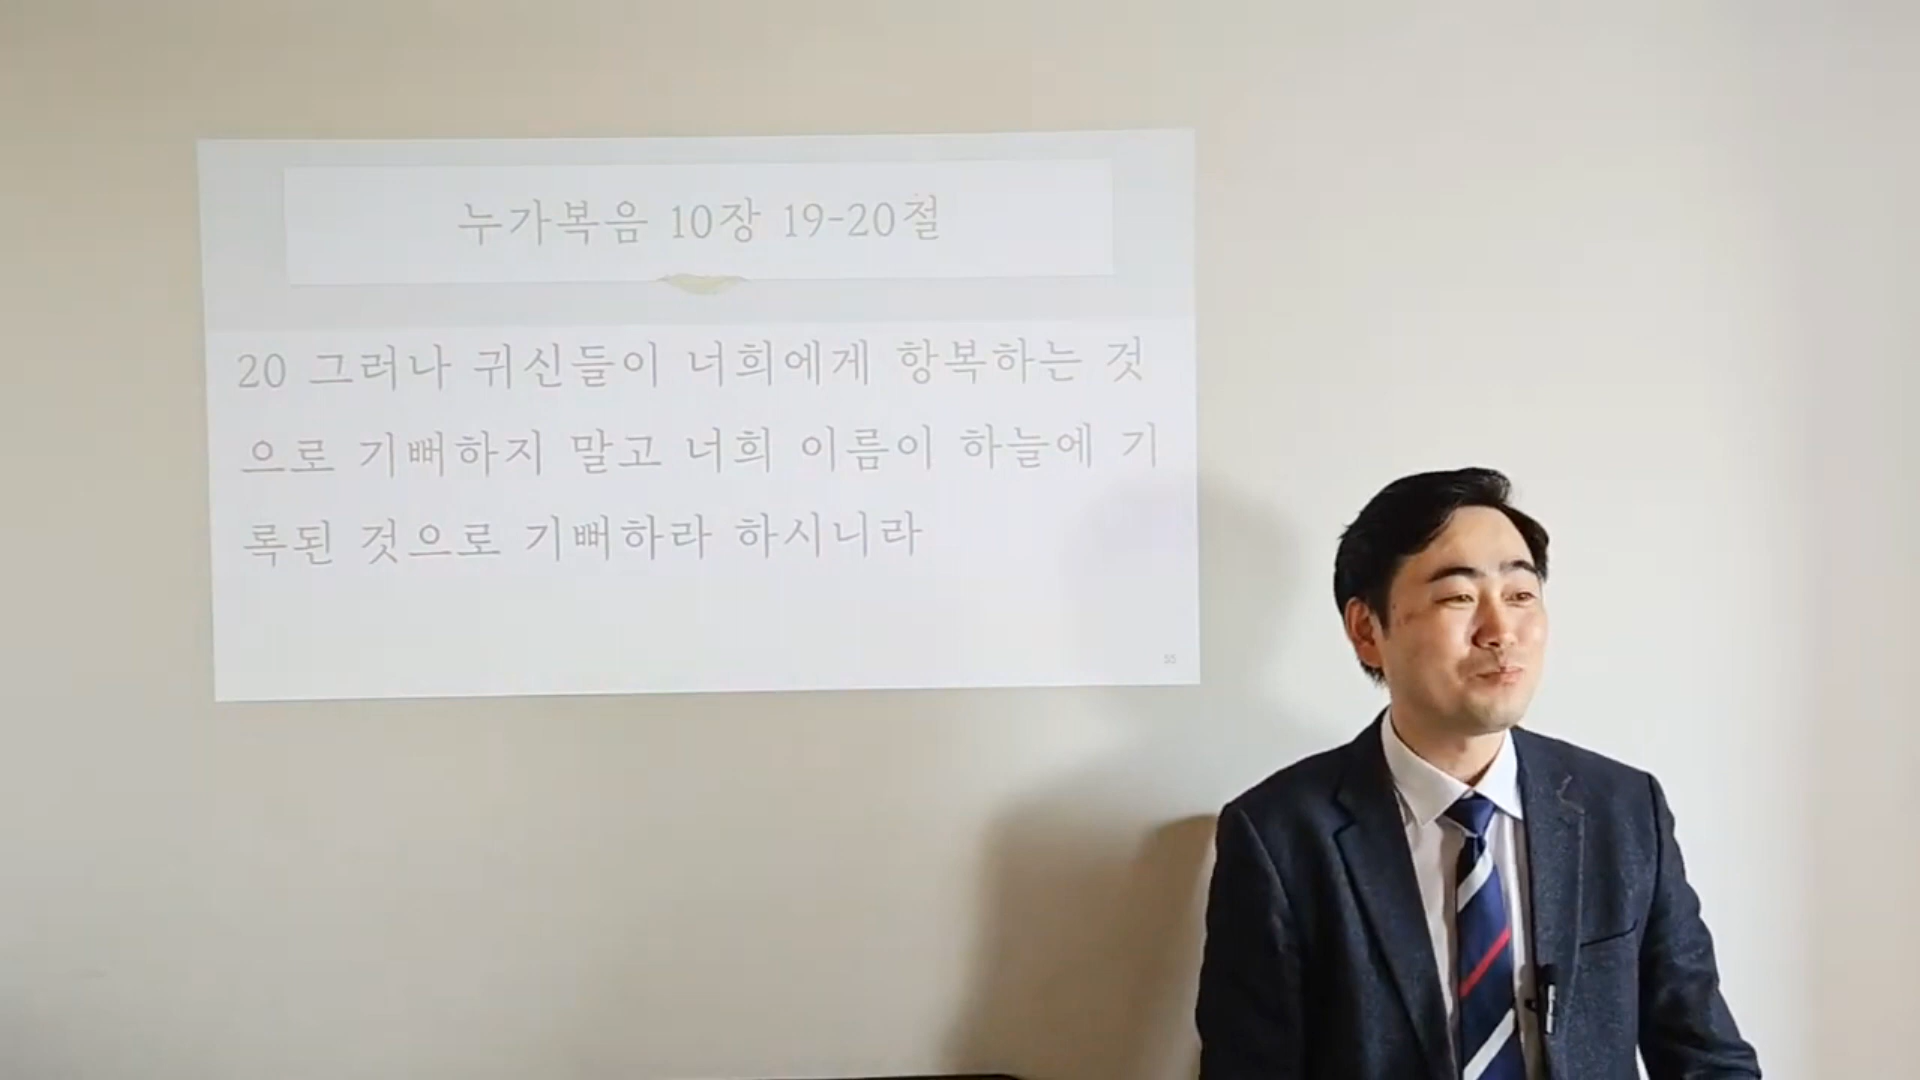 누가복음 10장 19-20절
20 그러나 귀신들이 너희에게 항복하는 것
으로 기뻐하지 말고 너희 이름이 하늘에 기
록된 것으로 기뻐하라 하시니라
55